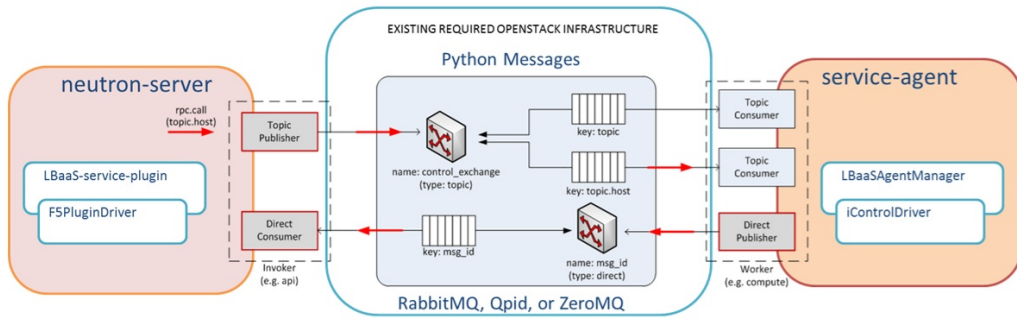 EXISTING REQUIRED OPENSTACK INFRASTRUCTURE
Python Messages
neutron-server
service-agent
rpc.call
(topic.host)
Topic
Publisher
key: topic
Topic
Consumer
name: control_exchange
(type: topic)
key: topic.host
Topic
Consumer
LBaaS-service-plugin
F5PluginDriver
LBaaSAgentManager
iControlDriver
Direct
Consumer
key: msg_id
name: msg_id
(type: direct)
Direct
Publisher
Invoker
(e.g. api)
Worker
(e.g. compute)
RabbitMQ, Qpid, or ZeroMQ